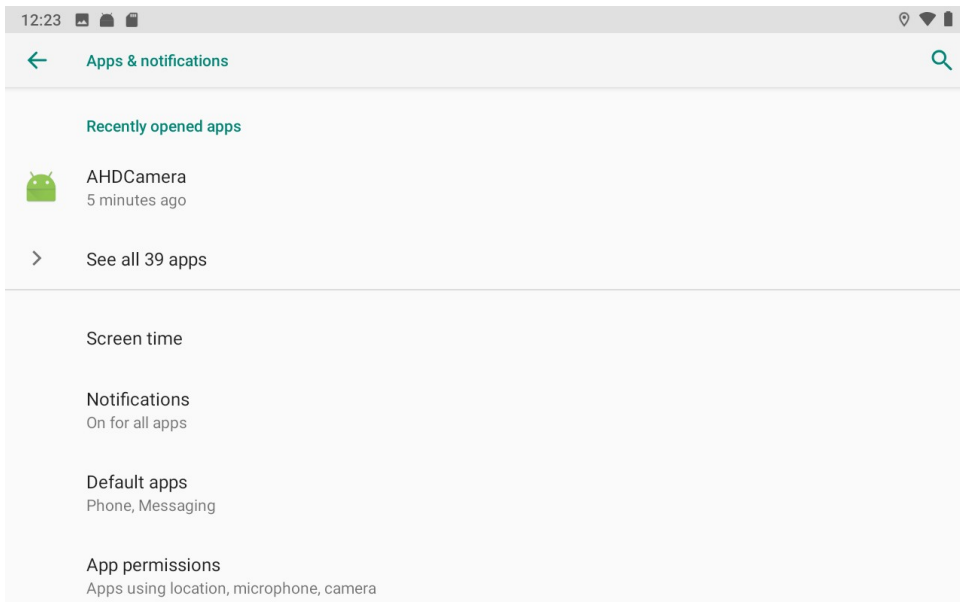 12:23
Apps & notifications
Recently opened apps
AHDCamera
5 minutes ago
See all 39 apps
Screen time
Notifications
On for all apps
Default apps
Phone, Messaging
App permissions
Apps using location, microphone, camera